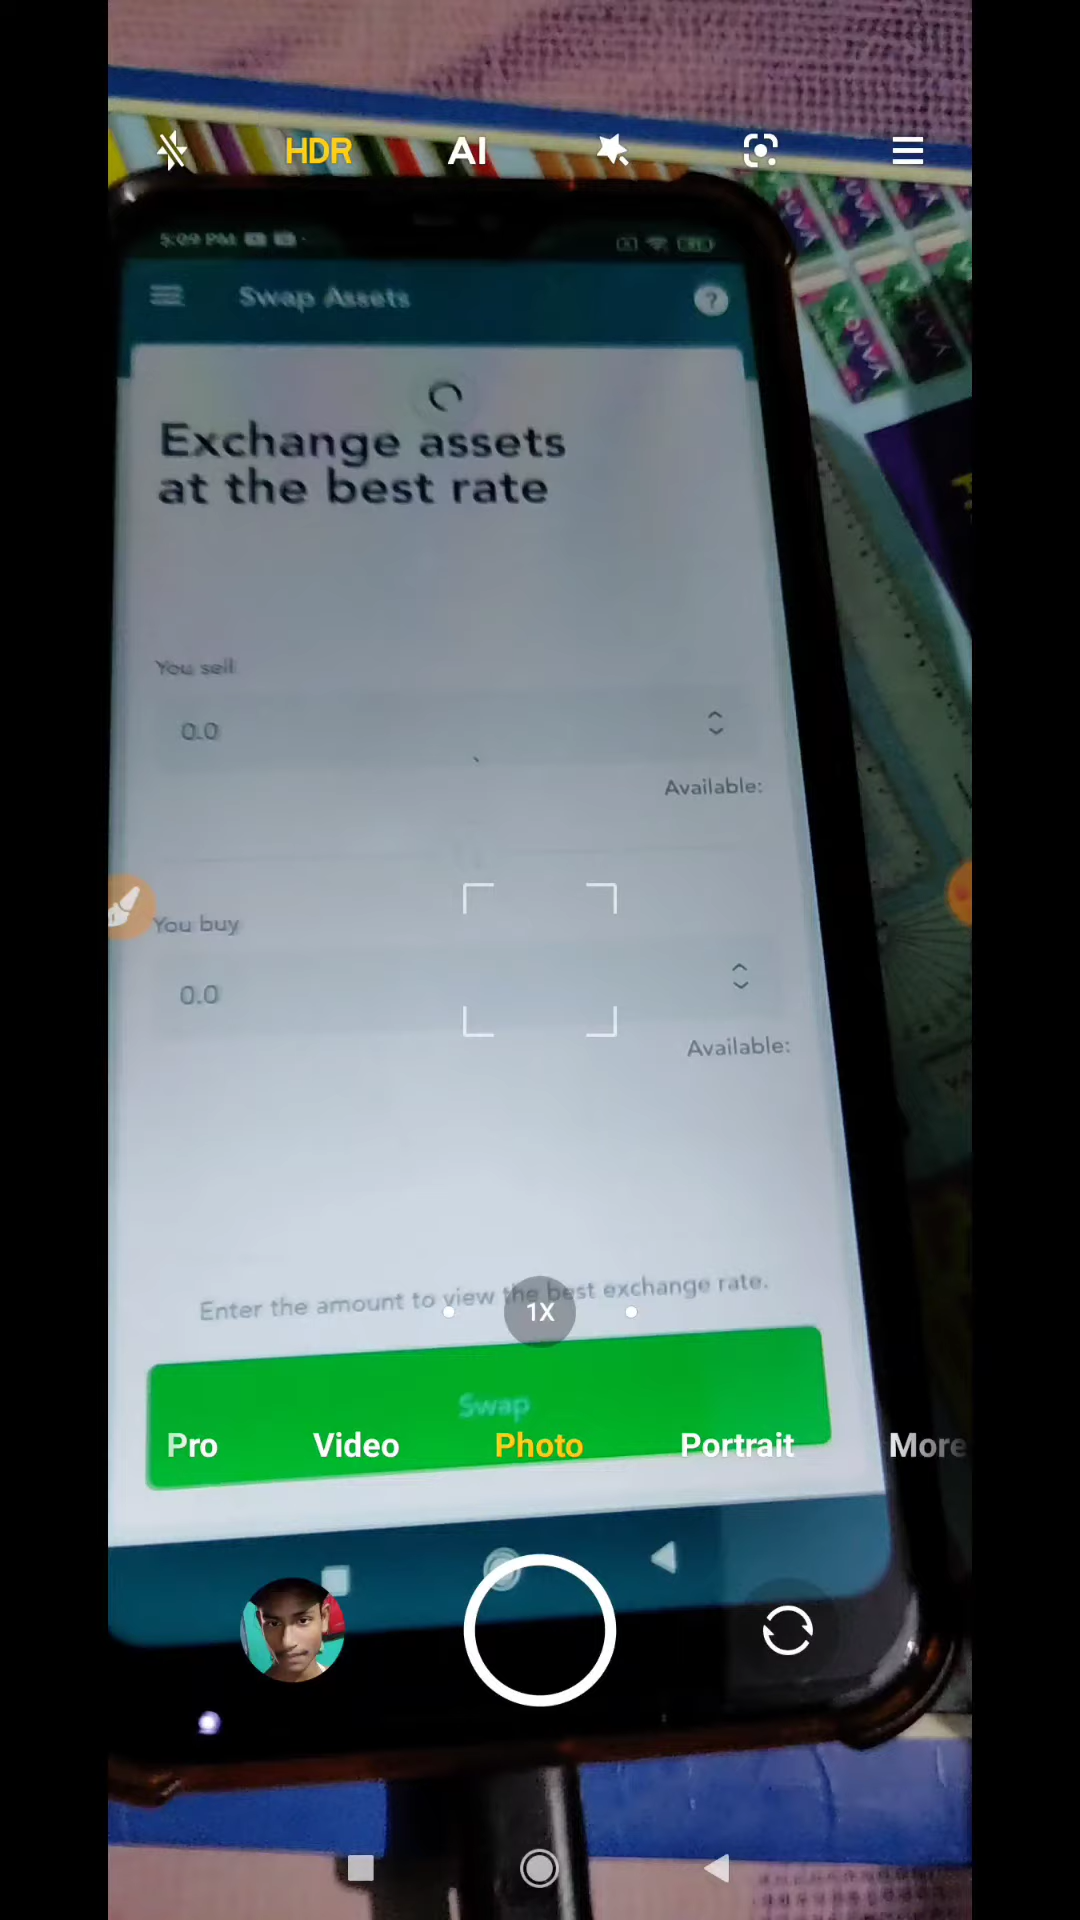 HDR AI
5:09 PM
Swap Assets ?
Exchange assets
at the best rate
You sell
0.0
Available:
You buy
0.0
Available:
Enter the amount to view the best exchange rate.
1X
Swap
Pro Video Photo Portrait More